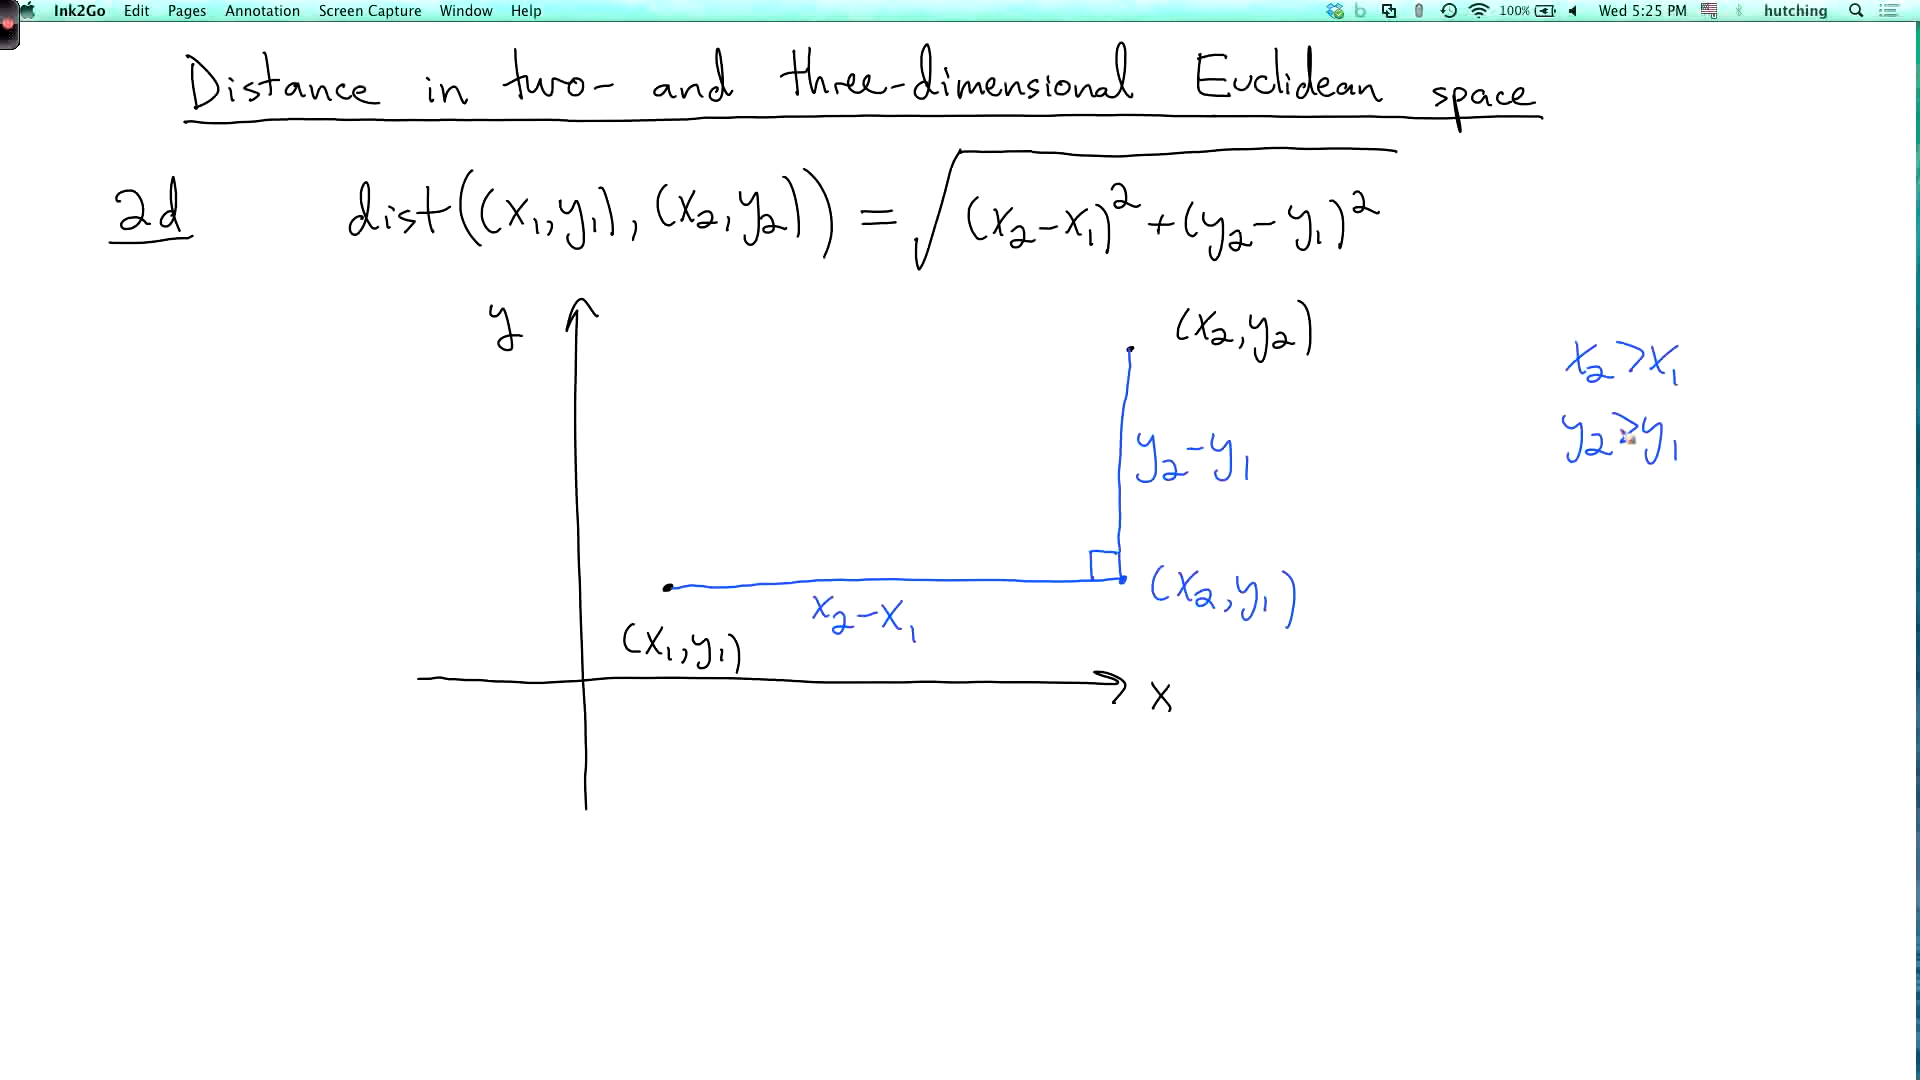 Ink2Go Edit Pages Annotation Screen Capture Window Help 100% Wed 5:25 PM hutching
Distance in two- and three-dimensional Euclidean space
2d dist((x₁,y₁),(x₂,y₂)) = √(x₂-x₁)²+(y₂-y₁)²
y
(x₂,y₂)
x₂>x₁
y₂-y₁
y₂>y₁
(x₂,y₁)
x₂-x₁
(x₁,y₁)
x